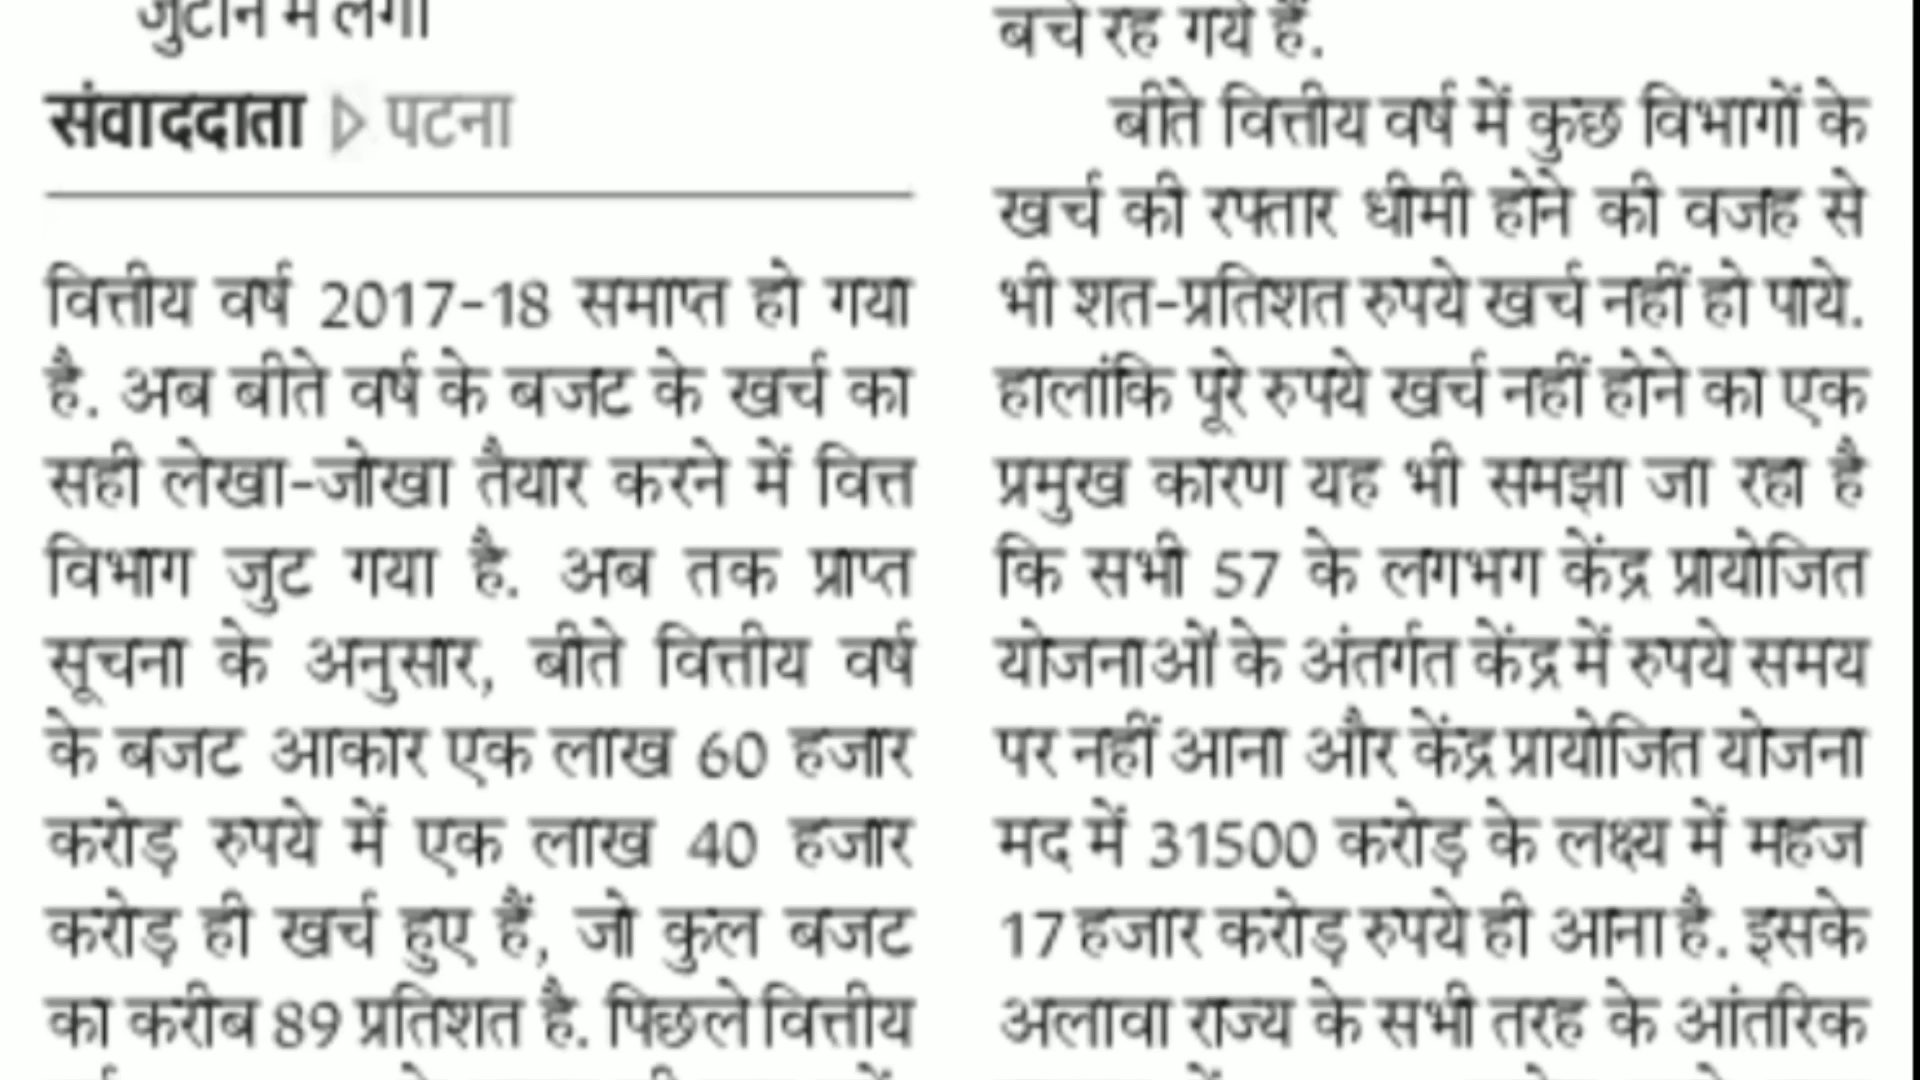 जुटाने में लगा
संवाददाता ▷ पटना
वित्तीय वर्ष 2017-18 समाप्त हो गया
है. अब बीते वर्ष के बजट के खर्च का
सही लेखा-जोखा तैयार करने में वित्त
विभाग जुट गया है. अब तक प्राप्त
सूचना के अनुसार, बीते वित्तीय वर्ष
के बजट आकार एक लाख 60 हजार
करोड़ रुपये में एक लाख 40 हजार
करोड़ ही खर्च हुए हैं, जो कुल बजट
का करीब 89 प्रतिशत है. पिछले वित्तीय
बचे रह गये हैं.
बीते वित्तीय वर्ष में कुछ विभागों के
खर्च की रफ्तार धीमी होने की वजह से
भी शत-प्रतिशत रुपये खर्च नहीं हो पाये.
हालांकि पूरे रुपये खर्च नहीं होने का एक
प्रमुख कारण यह भी समझा जा रहा है
कि सभी 57 के लगभग केंद्र प्रायोजित
योजनाओं के अंतर्गत केंद्र में रुपये समय
पर नहीं आना और केंद्र प्रायोजित योजना
मद में 31500 करोड़ के लक्ष्य में महज
17 हजार करोड़ रुपये ही आना है. इसके
अलावा राज्य के सभी तरह के आंतरिक